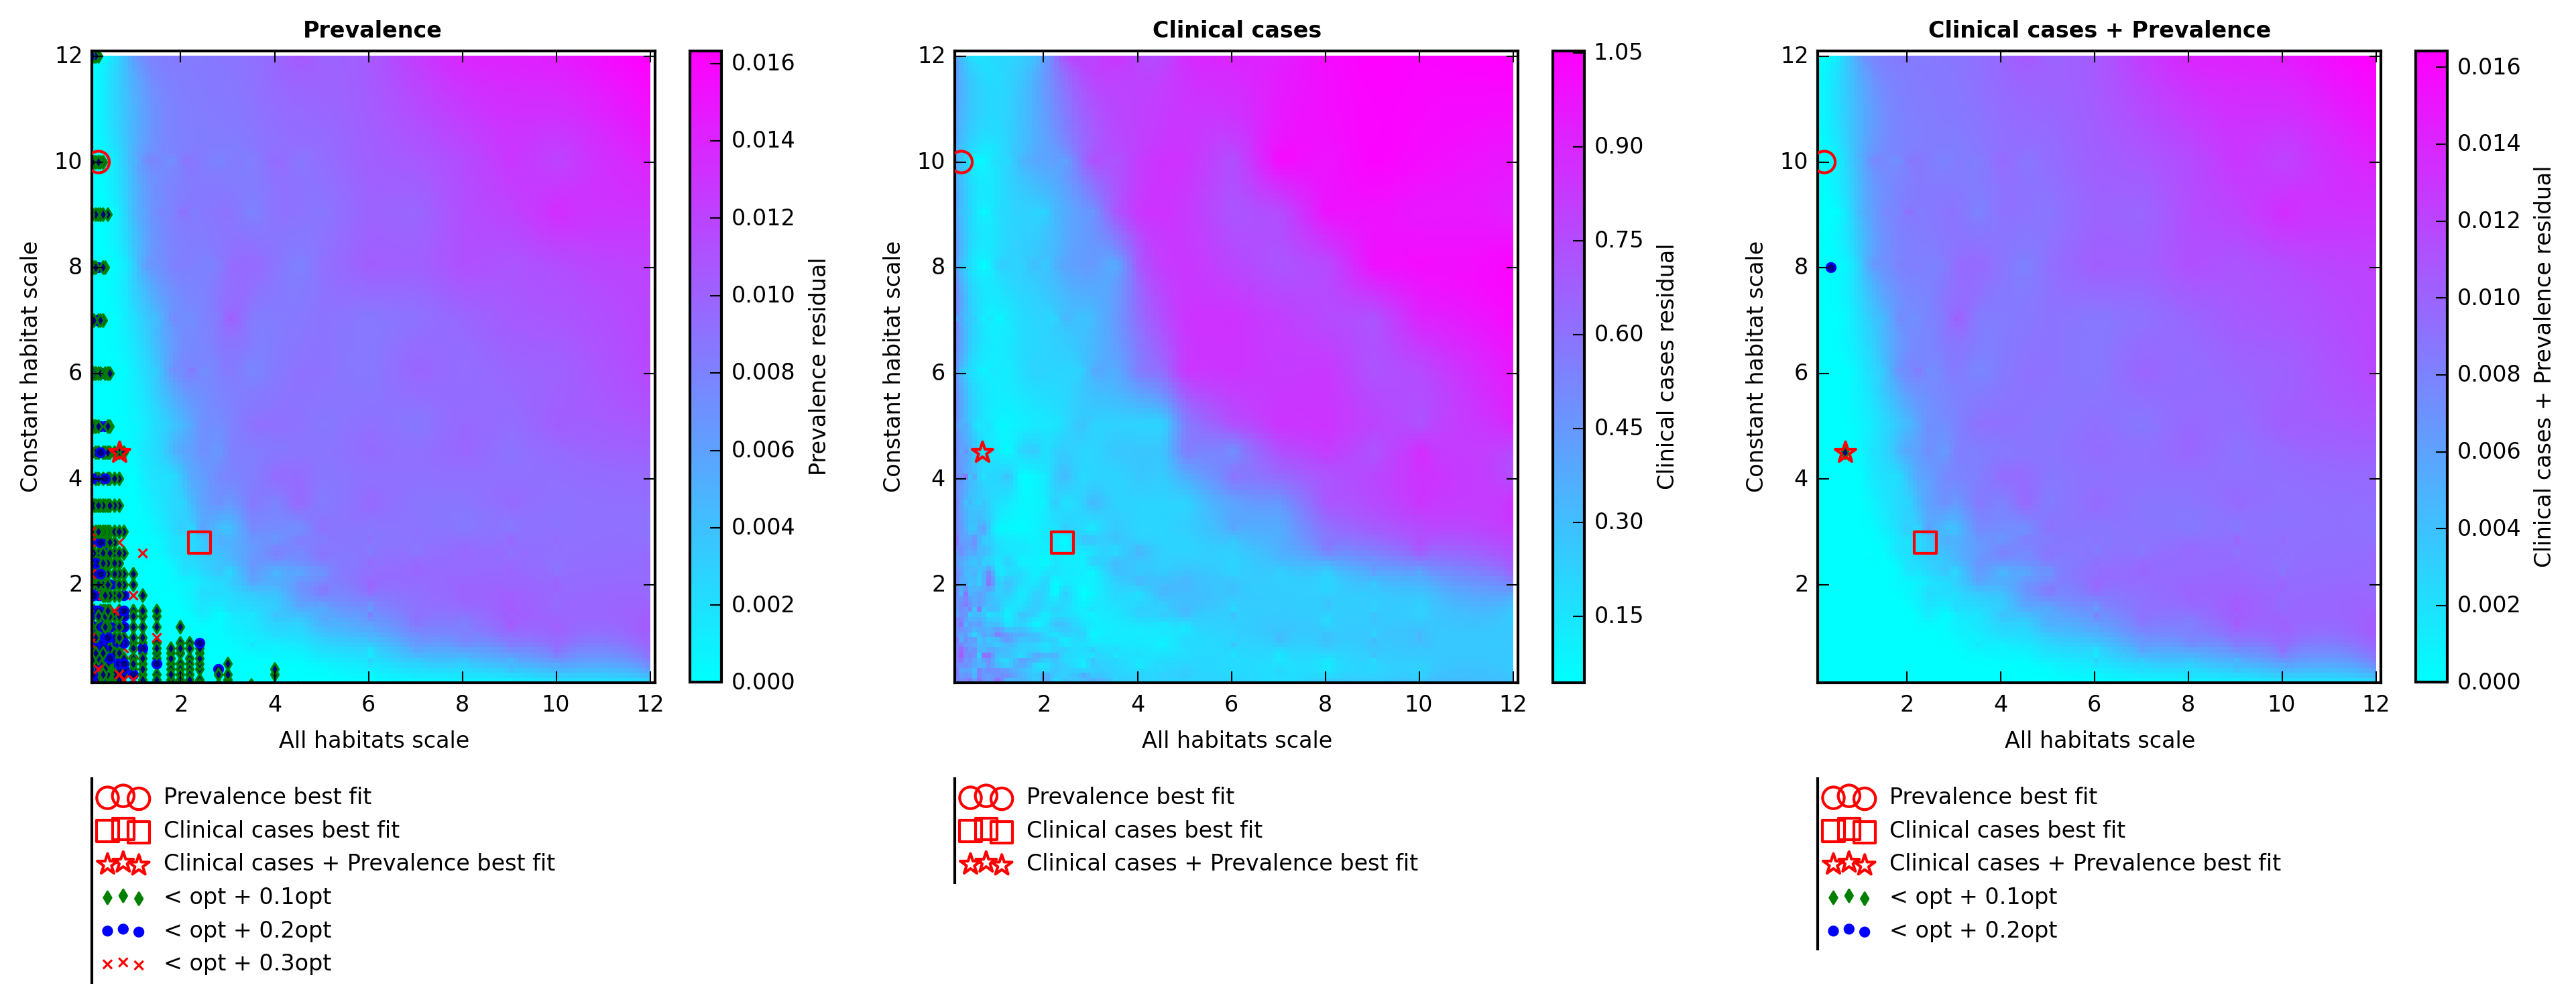 Prevalence
Constant habitat scale
12
10
8
6
4
2
2 4 6 8 10 12
All habitats scale
0.016
0.014
0.012
0.010
0.008
0.006
0.004
0.002
0.000
Prevalence residual
Prevalence best fit
Clinical cases best fit
Clinical cases + Prevalence best fit
< opt + 0.1opt
< opt + 0.2opt
< opt + 0.3opt
Clinical cases
Constant habitat scale
12
10
8
6
4
2
2 4 6 8 10 12
All habitats scale
1.05
0.90
0.75
0.60
0.45
0.30
0.15
Clinical cases residual
Prevalence best fit
Clinical cases best fit
Clinical cases + Prevalence best fit
Clinical cases + Prevalence
Constant habitat scale
12
10
8
6
4
2
2 4 6 8 10 12
All habitats scale
0.016
0.014
0.012
0.010
0.008
0.006
0.004
0.002
0.000
Clinical cases + Prevalence residual
Prevalence best fit
Clinical cases best fit
Clinical cases + Prevalence best fit
< opt + 0.1opt
< opt + 0.2opt